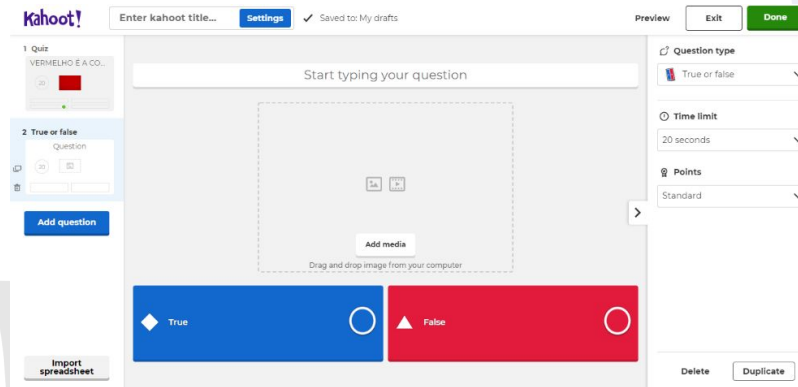 Kahoot!
Enter kahoot title...
Settings
Saved to: My drafts
Preview
Exit
Done
1 Quiz
VERMELHO É A CO...
20
2 True or false
Question
20
Add question
Import
spreadsheet
Start typing your question
Add media
Drag and drop image from your computer
True
False
Question type
True or false
Time limit
20 seconds
Points
Standard
Delete
Duplicate